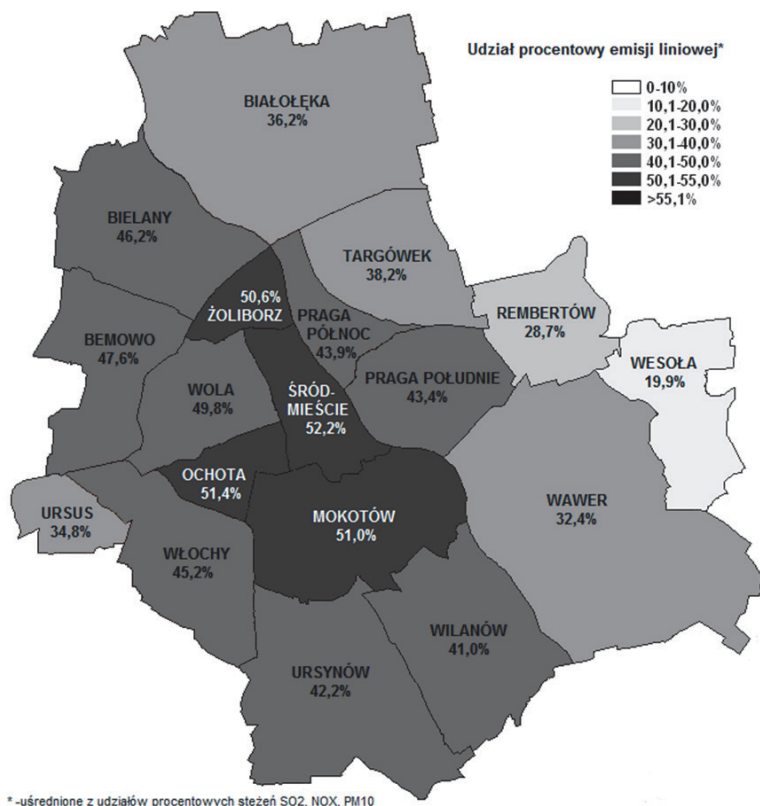 Udział procentowy emisji liniowej*
0-10%
10,1-20,0%
20,1-30,0%
30,1-40,0%
40,1-50,0%
50,1-55,0%
>55,1%
BIAŁOŁĘKA
36,2%
BIELANY
46,2%
TARGÓWEK
38,2%
50,6%
ŻOLIBORZ
PRAGA
PÓŁNOC
43,9%
REMBERTÓW
28,7%
BEMOWO
47,6%
WESOŁA
19,9%
WOLA
49,8%
ŚRÓD-
MIEŚCIE
52,2%
PRAGA POŁUDNIE
43,4%
OCHOTA
51,4%
URSUS
34,8%
MOKOTÓW
51,0%
WAWER
32,4%
WŁOCHY
45,2%
WILANÓW
41,0%
URSYNÓW
42,2%
* -uśrednione z udziałów procentowych stężeń SO2, NOX, PM10